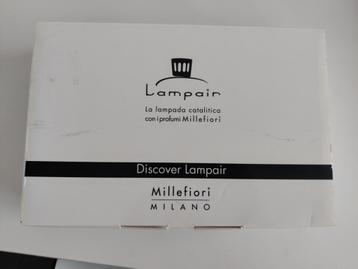 Lampair
La lampada catalitica
con i profumi Millefiori
Discover Lampair
Millefiori
MILANO